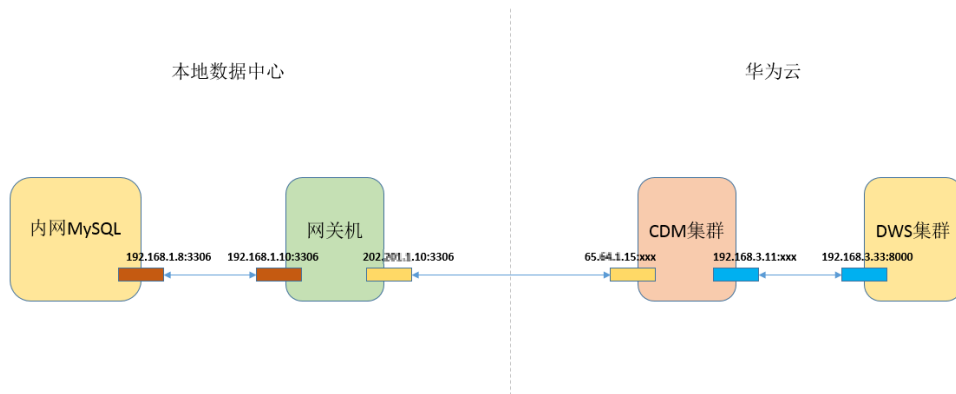 本地数据中心
华为云
内网MySQL
网关机
CDM集群
DWS集群
192.168.1.8:3306
192.168.1.10:3306
202.201.1.10:3306
65.64.1.15:xxx
192.168.3.11:xxx
192.168.3.33:8000